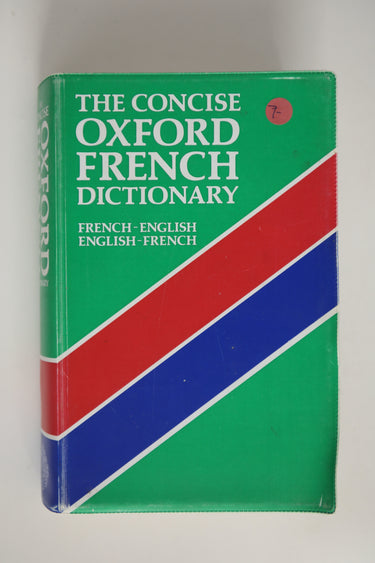 THE CONCISE
OXFORD
FRENCH
DICTIONARY
FRENCH-ENGLISH
ENGLISH-FRENCH
7-
OXFORD